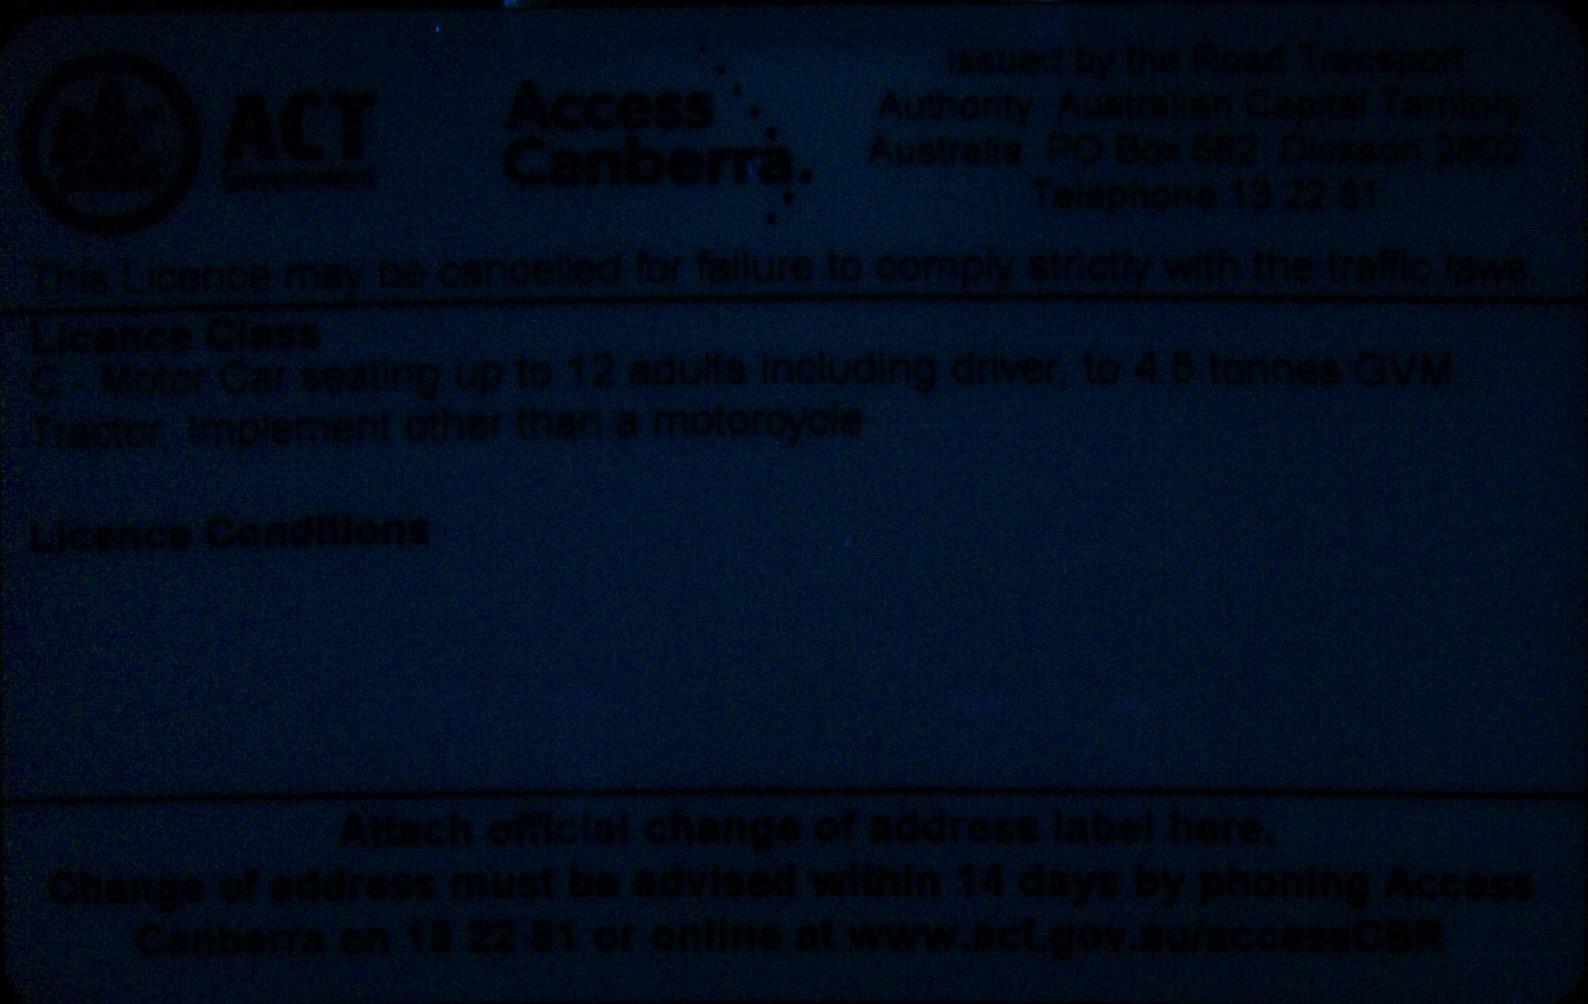 ACT
Government
Access
Canberra.
Issued by the Road Transport
Authority Australian Capital Territory,
Australia PO Box 582 Dickson 2602
Telephone 13 22 81
This Licence may be cancelled for failure to comply strictly with the traffic laws.
Licence Class
C - Motor Car seating up to 12 adults including driver, to 4.5 tonnes GVM,
Tractor, Implement other than a motorcycle
Licence Conditions
Attach official change of address label here.
Change of address must be advised within 14 days by phoning Access
Canberra on 13 22 81 or online at www.act.gov.au/accessCBR